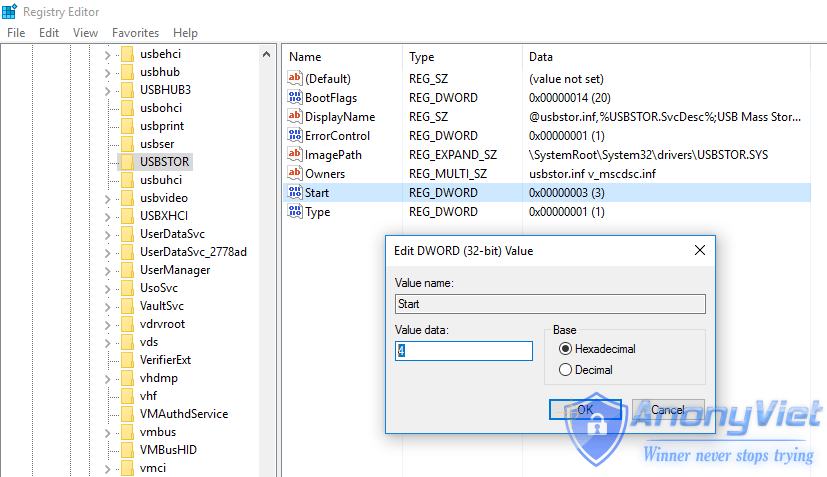 Registry Editor
File Edit View Favorites Help
usbehci
usbhub
USBHUB3
usbohci
usbprint
usbser
USBSTOR
usbuhci
usbvideo
USBXHCI
UserDataSvc
UserDataSvc_2778ad
UserManager
UsoSvc
VaultSvc
vdrvroot
vds
VerifierExt
vhdmp
vhf
VMAuthdService
vmbus
VMBusHID
vmci
Name Type Data
(Default) REG_SZ (value not set)
BootFlags REG_DWORD 0x00000014 (20)
DisplayName REG_SZ @usbstor.inf,%USBSTOR.SvcDesc%;USB Mass Stor...
ErrorControl REG_DWORD 0x00000001 (1)
ImagePath REG_EXPAND_SZ \SystemRoot\System32\drivers\USBSTOR.SYS
Owners REG_MULTI_SZ usbstor.inf v_mscdsc.inf
Start REG_DWORD 0x00000003 (3)
Type REG_DWORD 0x00000001 (1)
Edit DWORD (32-bit) Value
Value name:
Start
Value data:
4
Base
Hexadecimal
Decimal
OK Cancel
AnonyViet
Winner never stops trying